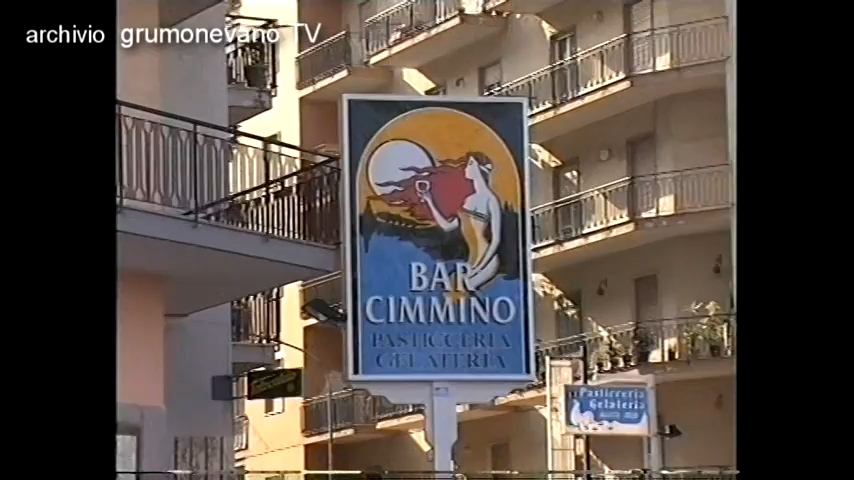 archivio grumonevano TV
BAR
CIMMINO
PASTICCERIA
GELATERIA
Pasticceria
Gelateria